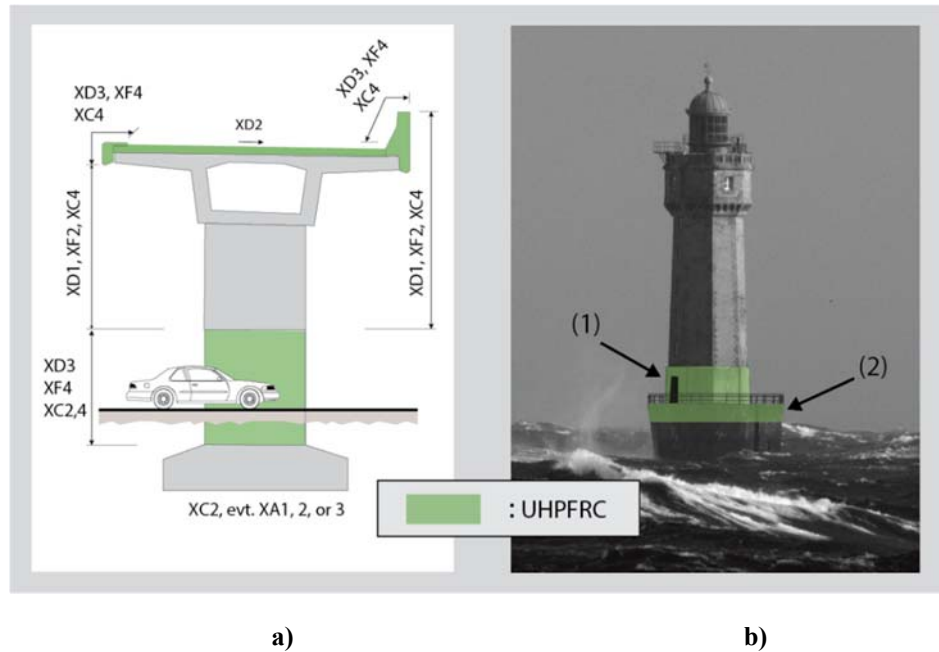 XD3, XF4
XC4
XD2
XD3, XF4
XC4
XD1, XF2, XC4
XD1, XF2, XC4
XD3
XF4
XC2,4
XC2, evt. XA1, 2, or 3
(1)
(2)
: UHPFRC
a)
b)